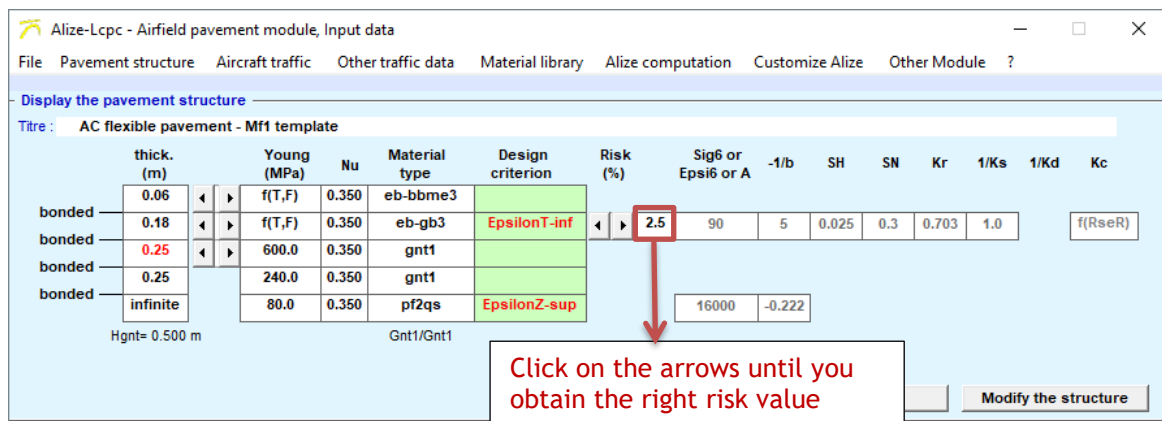 Alize-Lcpc - Airfield pavement module, Input data
File Pavement structure Aircraft traffic Other traffic data Material library Alize computation Customize Alize Other Module ?
Display the pavement structure
Titre : AC flexible pavement - Mf1 template
thick. (m) Young (MPa) Nu Material type Design criterion Risk (%) Sig6 or Epsi6 or A -1/b SH SN Kr 1/Ks 1/Kd Kc
0.06 f(T,F) 0.350 eb-bbme3
bonded
0.18 f(T,F) 0.350 eb-gb3 EpsilonT-inf 2.5 90 5 0.025 0.3 0.703 1.0 f(RseR)
bonded
0.25 600.0 0.350 gnt1
bonded
0.25 240.0 0.350 gnt1
bonded
infinite 80.0 0.350 pf2qs EpsilonZ-sup 16000 -0.222
Hgnt= 0.500 m Gnt1/Gnt1
Click on the arrows until you
obtain the right risk value
Modify the structure